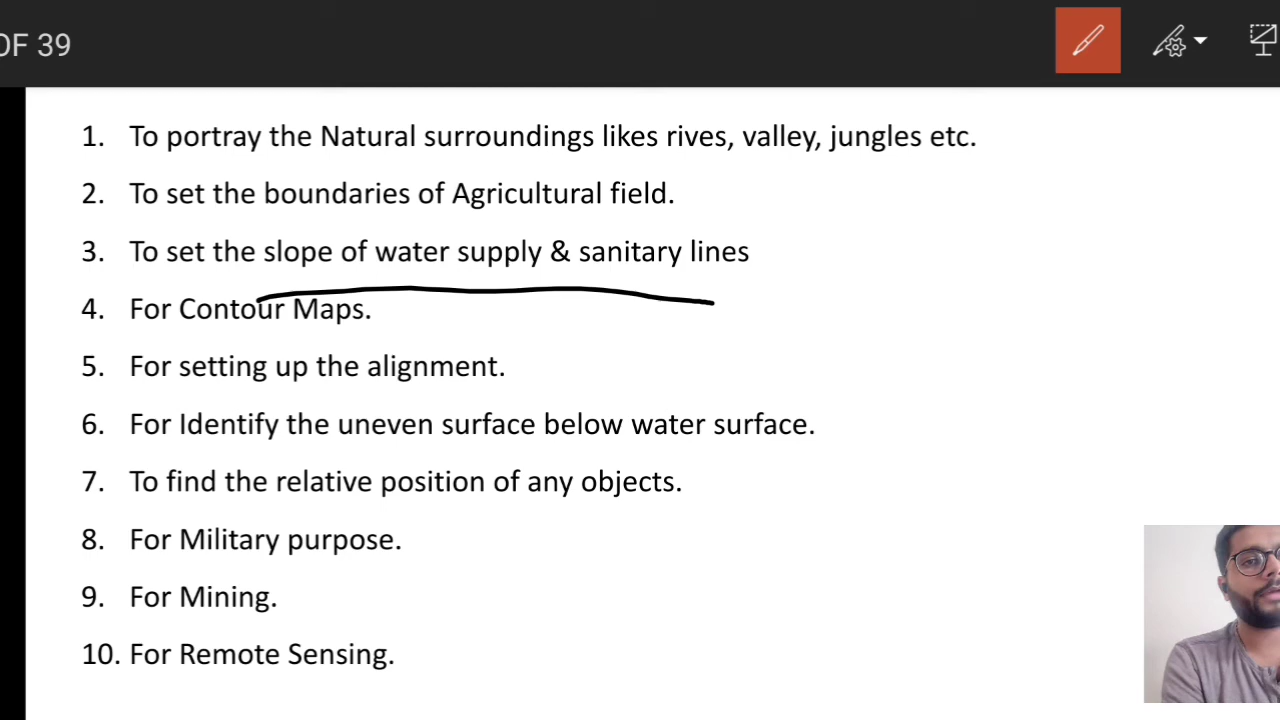 OF 39
1. To portray the Natural surroundings likes rives, valley, jungles etc.
2. To set the boundaries of Agricultural field.
3. To set the slope of water supply & sanitary lines
4. For Contour Maps.
5. For setting up the alignment.
6. For Identify the uneven surface below water surface.
7. To find the relative position of any objects.
8. For Military purpose.
9. For Mining.
10. For Remote Sensing.